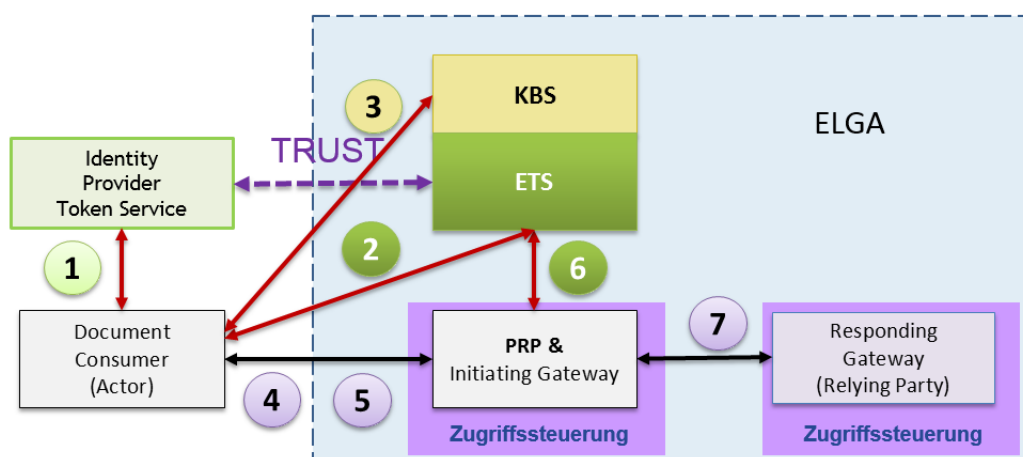 3
KBS
ELGA
TRUST
Identity
Provider
Token Service
ETS
1
2
6
Document
Consumer
(Actor)
4
5
PRP &
Initiating Gateway
7
Responding
Gateway
(Relying Party)
Zugriffssteuerung
Zugriffssteuerung